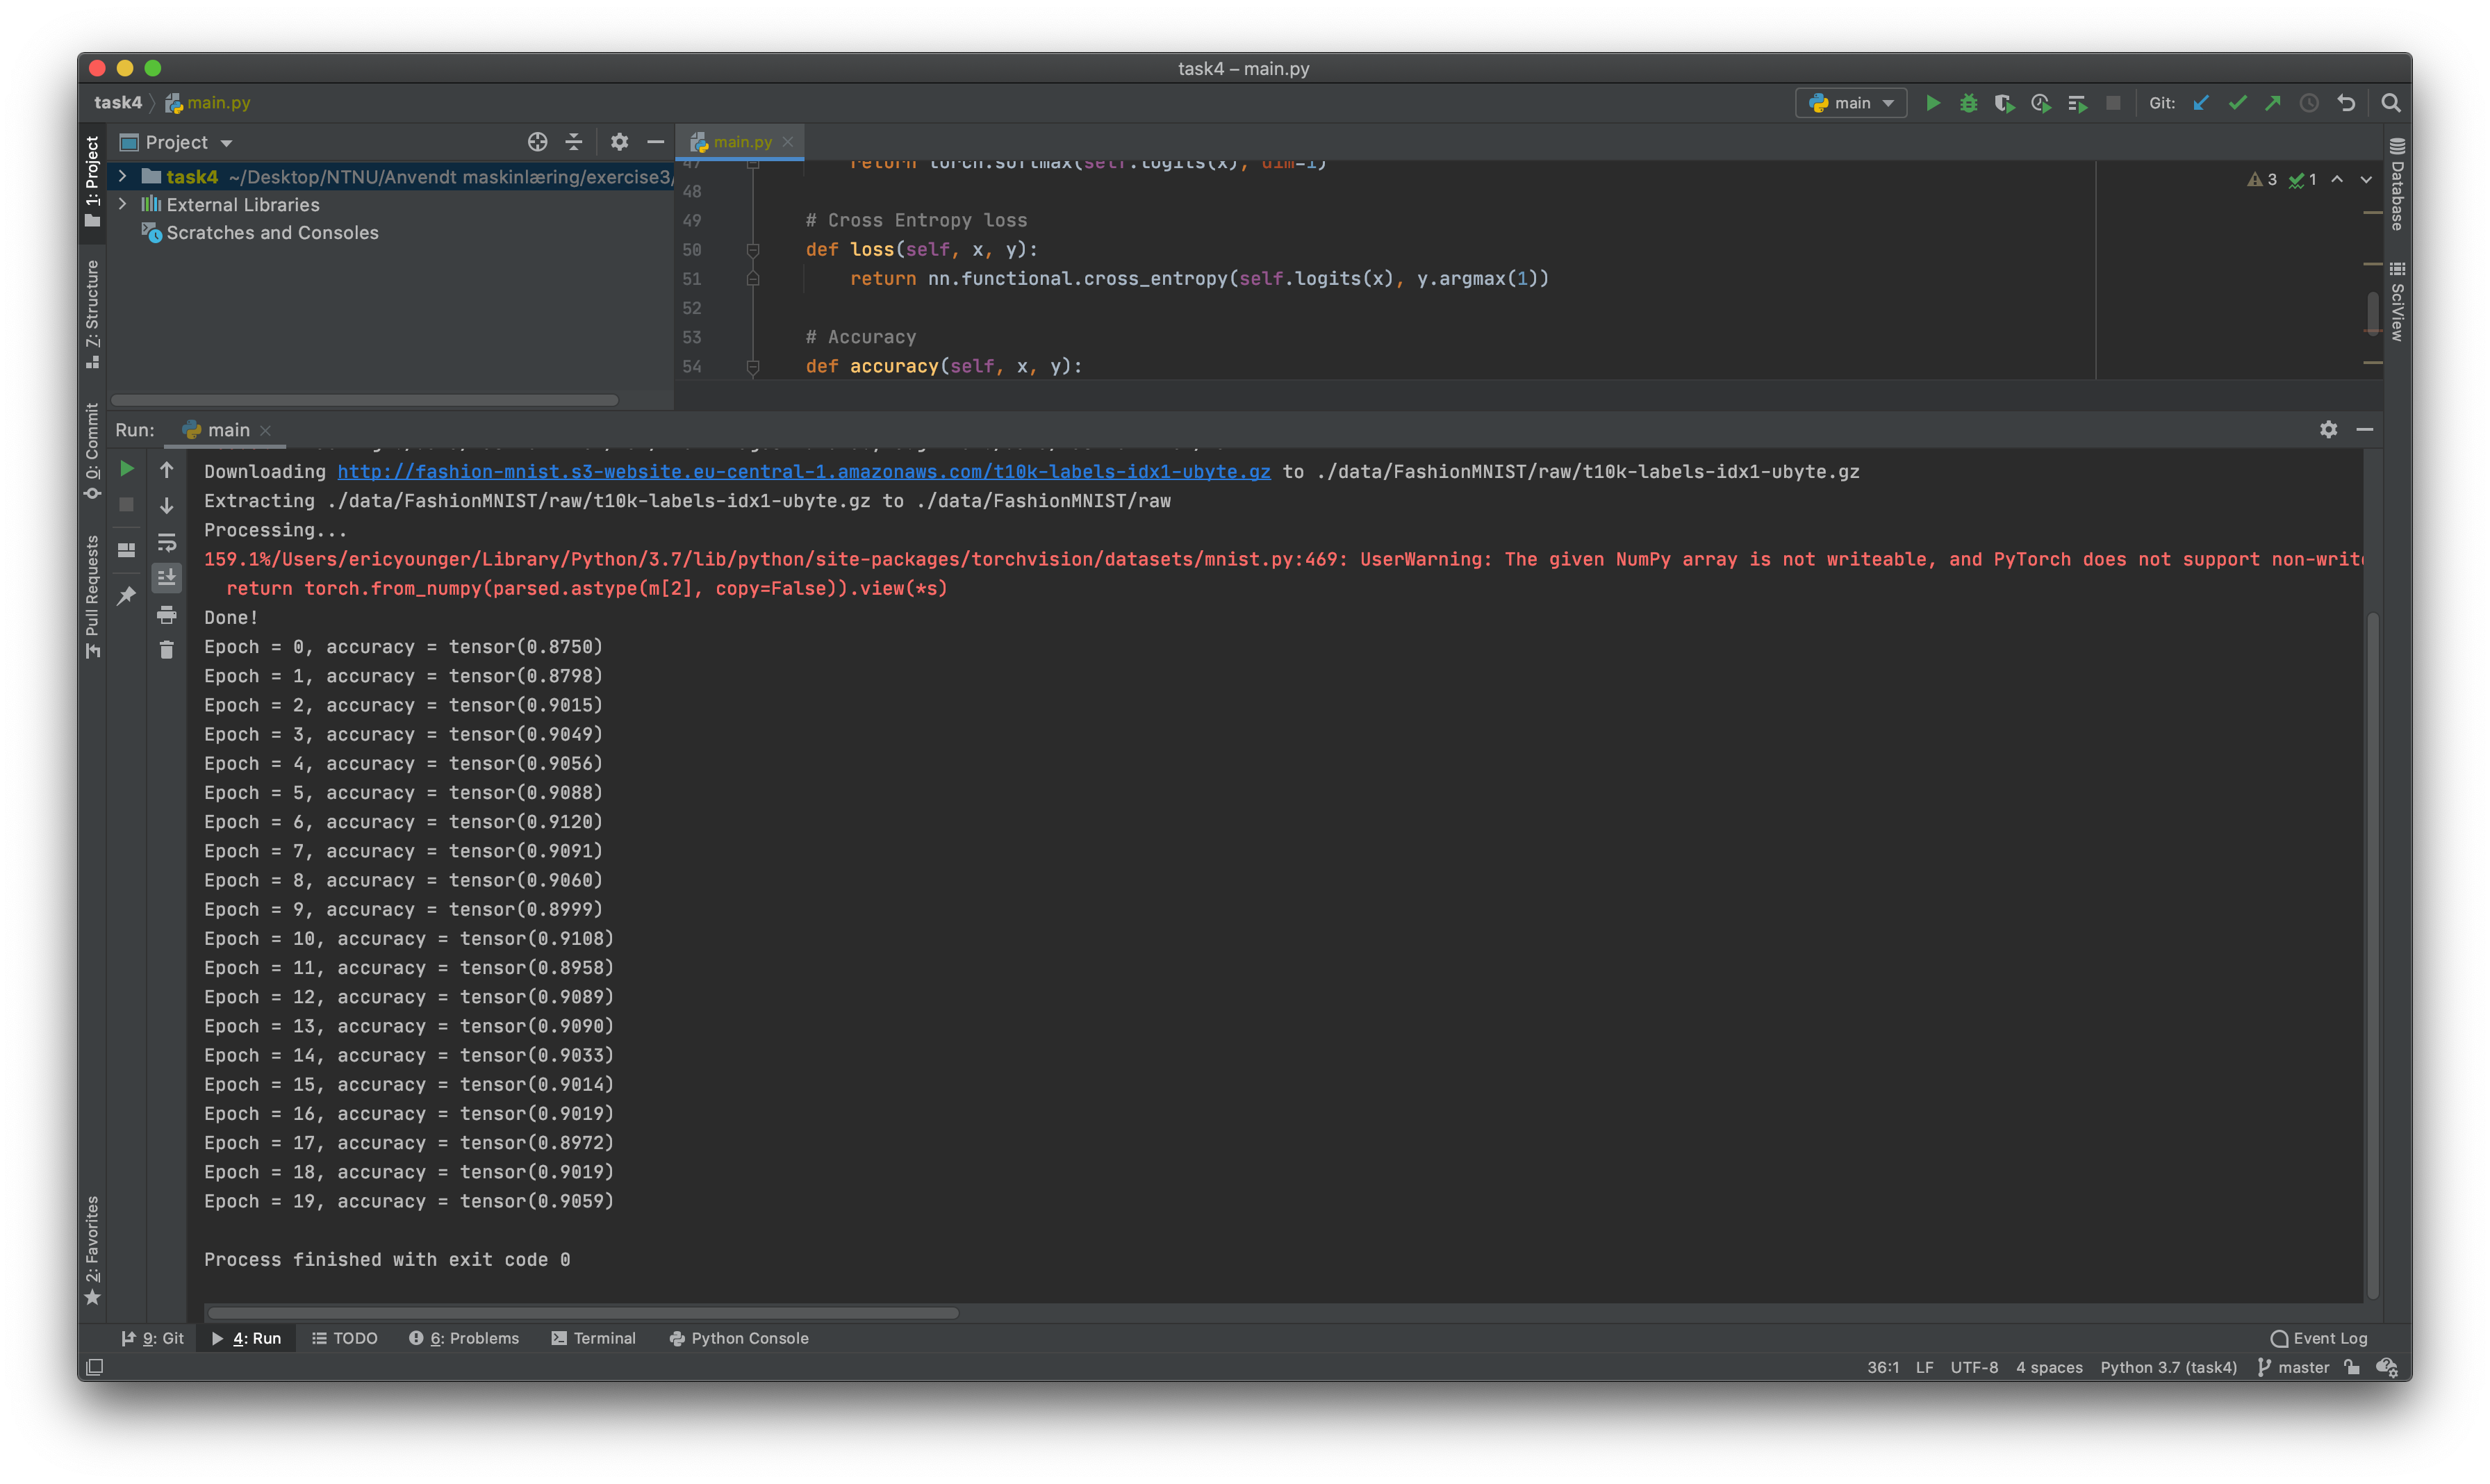 task4 – main.py
task4 main.py
main
Git:
Project
main.py
task4 ~/Desktop/NTNU/Anvendt maskinlæring/exercise3/
External Libraries
Scratches and Consoles
1: Project
Z: Structure
0: Commit
Pull Requests
2: Favorites
Database
SciView
3 1
47 return torch.softmax(self.logits(x), dim=1)
48
49 # Cross Entropy loss
50 def loss(self, x, y):
51 return nn.functional.cross_entropy(self.logits(x), y.argmax(1))
52
53 # Accuracy
54 def accuracy(self, x, y):
Run: main
Downloading http://fashion-mnist.s3-website.eu-central-1.amazonaws.com/t10k-labels-idx1-ubyte.gz to ./data/FashionMNIST/raw/t10k-labels-idx1-ubyte.gz
Extracting ./data/FashionMNIST/raw/t10k-labels-idx1-ubyte.gz to ./data/FashionMNIST/raw
Processing...
159.1%/Users/ericyounger/Library/Python/3.7/lib/python/site-packages/torchvision/datasets/mnist.py:469: UserWarning: The given NumPy array is not writeable, and PyTorch does not support non-write
return torch.from_numpy(parsed.astype(m[2], copy=False)).view(*s)
Done!
Epoch = 0, accuracy = tensor(0.8750)
Epoch = 1, accuracy = tensor(0.8798)
Epoch = 2, accuracy = tensor(0.9015)
Epoch = 3, accuracy = tensor(0.9049)
Epoch = 4, accuracy = tensor(0.9056)
Epoch = 5, accuracy = tensor(0.9088)
Epoch = 6, accuracy = tensor(0.9120)
Epoch = 7, accuracy = tensor(0.9091)
Epoch = 8, accuracy = tensor(0.9060)
Epoch = 9, accuracy = tensor(0.8999)
Epoch = 10, accuracy = tensor(0.9108)
Epoch = 11, accuracy = tensor(0.8958)
Epoch = 12, accuracy = tensor(0.9089)
Epoch = 13, accuracy = tensor(0.9090)
Epoch = 14, accuracy = tensor(0.9033)
Epoch = 15, accuracy = tensor(0.9014)
Epoch = 16, accuracy = tensor(0.9019)
Epoch = 17, accuracy = tensor(0.8972)
Epoch = 18, accuracy = tensor(0.9019)
Epoch = 19, accuracy = tensor(0.9059)
Process finished with exit code 0
9: Git 4: Run TODO 6: Problems Terminal Python Console Event Log
36:1 LF UTF-8 4 spaces Python 3.7 (task4) master